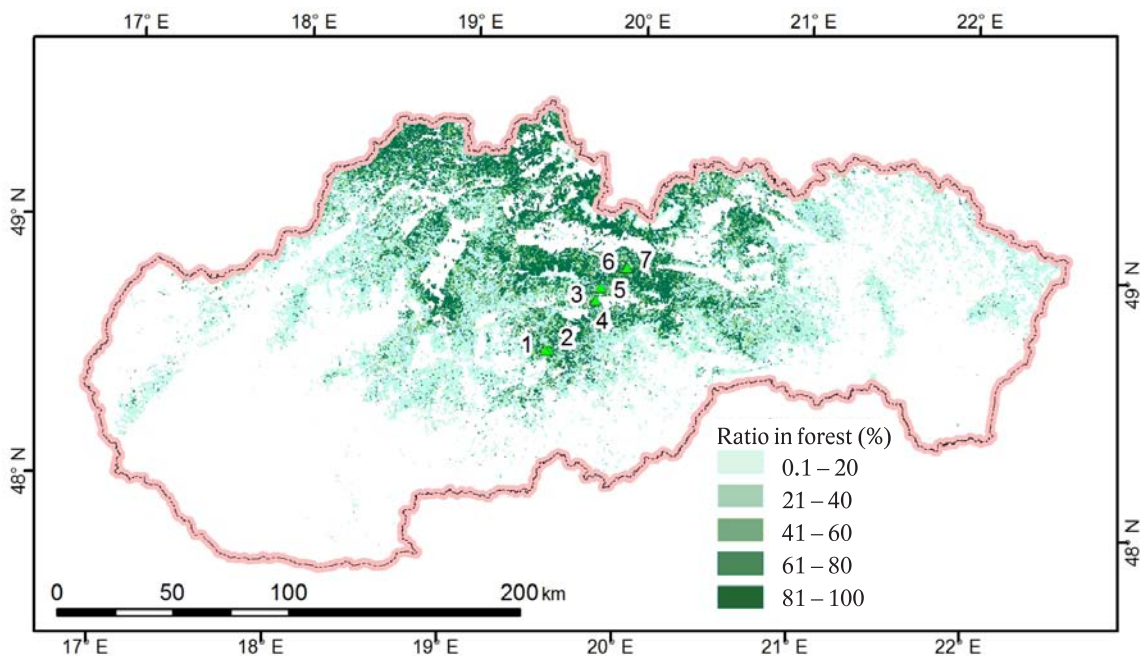 17° E 18° E 19° E 20° E 21° E 22° E
49° N
49° N
6 7
3 5
4
1 2
Ratio in forest (%)
0.1 – 20
21 – 40
41 – 60
61 – 80
81 – 100
48° N
48° N
0 50 100 200 km
17° E 18° E 19° E 20° E 21° E 22° E